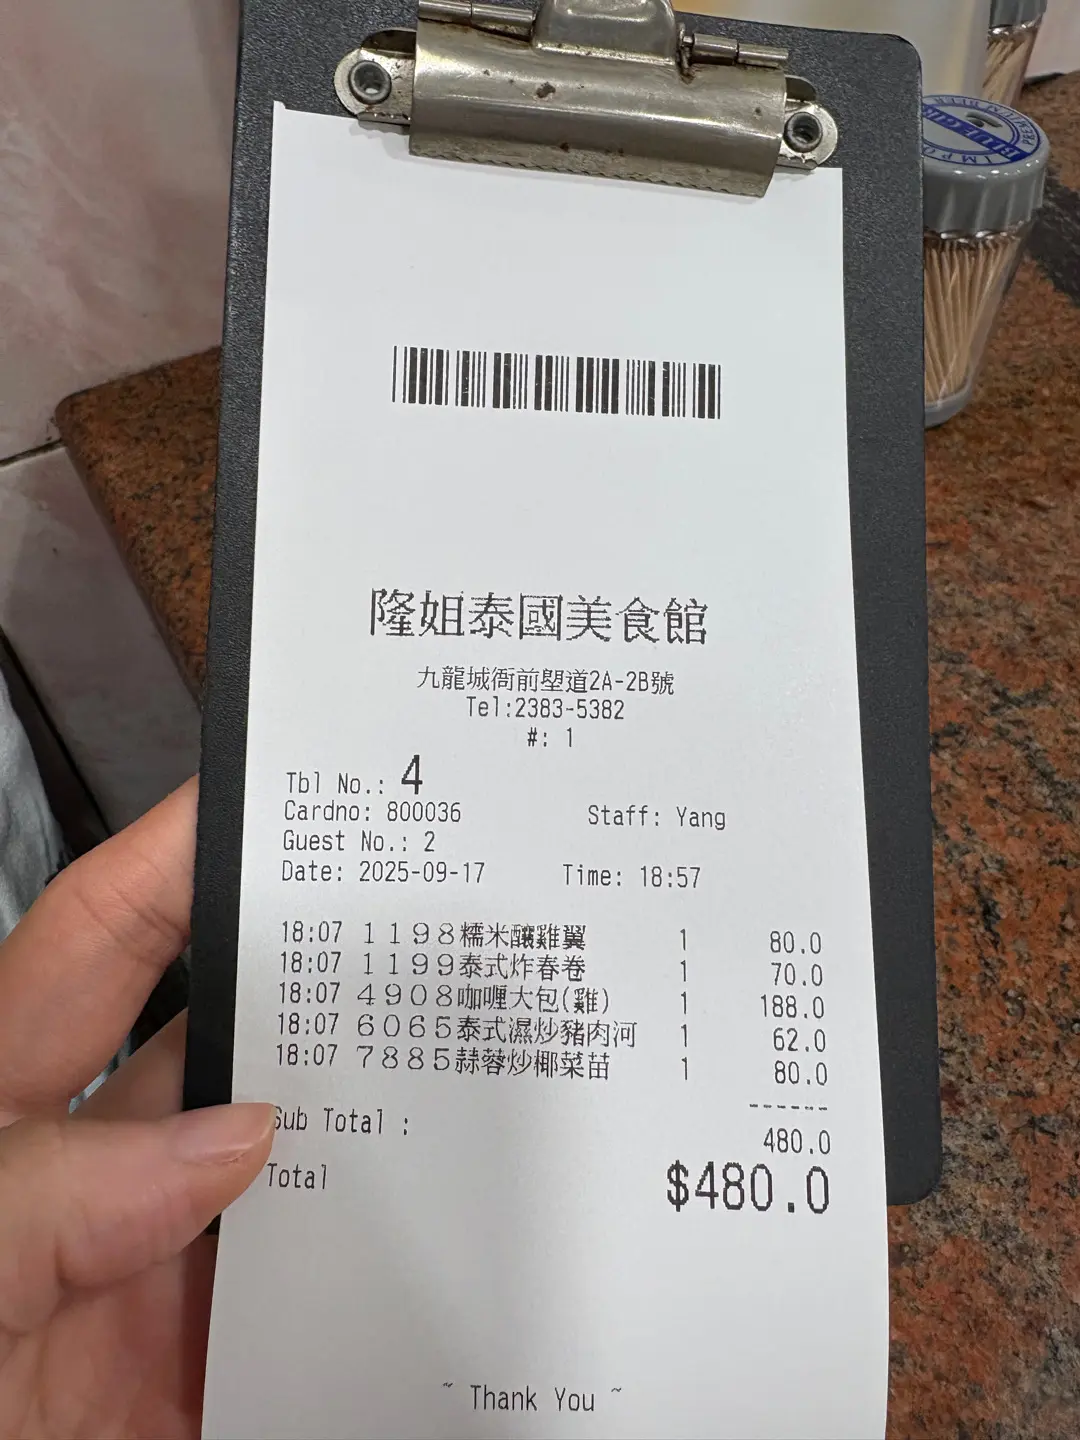 隆姐泰國美食館
九龍城衙前塱道2A-2B號
Tel:2383-5382
#: 1
Tbl No.: 4
Cardno: 800036 Staff: Yang
Guest No.: 2
Date: 2025-09-17 Time: 18:57
18:07 1198糯米釀雞翼 1 80.0
18:07 1199泰式炸春卷 1 70.0
18:07 4908咖喱大包(雞) 1 188.0
18:07 6065泰式濕炒豬肉河 1 62.0
18:07 7885蒜蓉炒椰菜苗 1 80.0
------
Sub Total : 480.0
Total $480.0
~ Thank You ~
BLUE GIRL
PREMIUM BEER